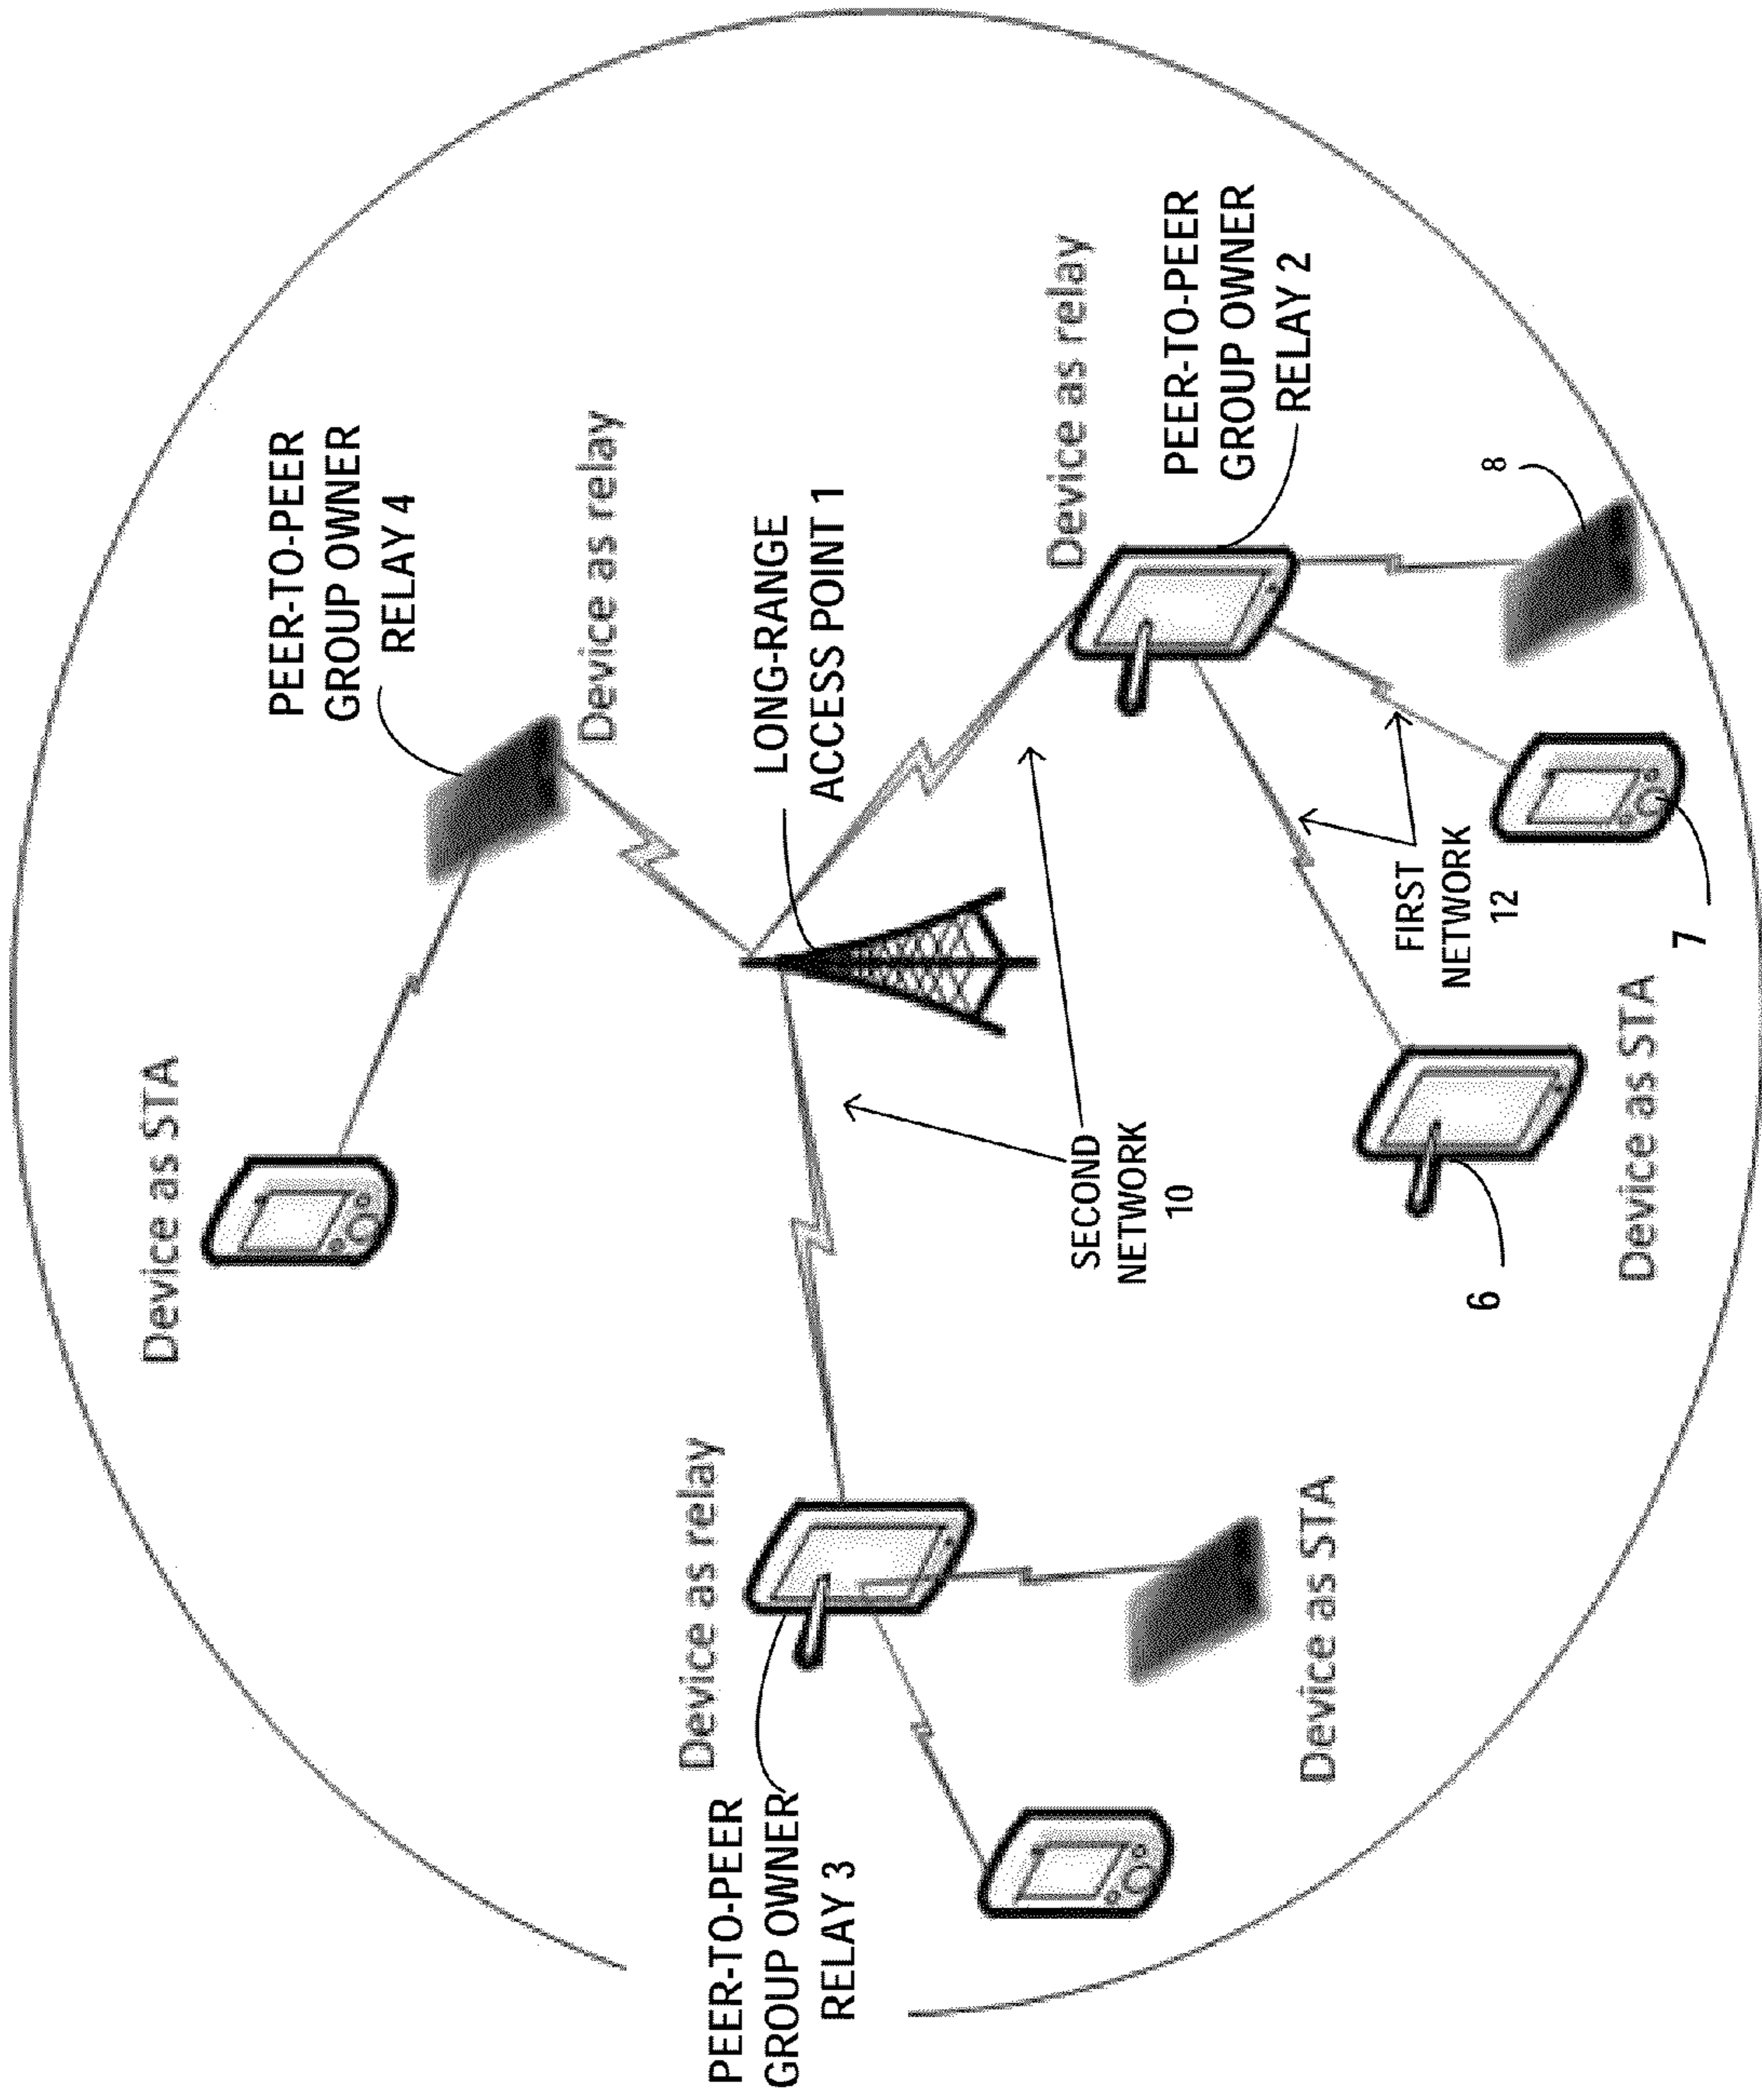 Device as STA
PEER-TO-PEER
GROUP OWNER
RELAY 4
Device as relay
LONG-RANGE
ACCESS POINT 1
Device as relay
PEER-TO-PEER
GROUP OWNER
RELAY 3
Device as relay
PEER-TO-PEER
GROUP OWNER
RELAY 2
SECOND
NETWORK
10
FIRST
NETWORK
12
8
7
6
Device as STA
Device as STA